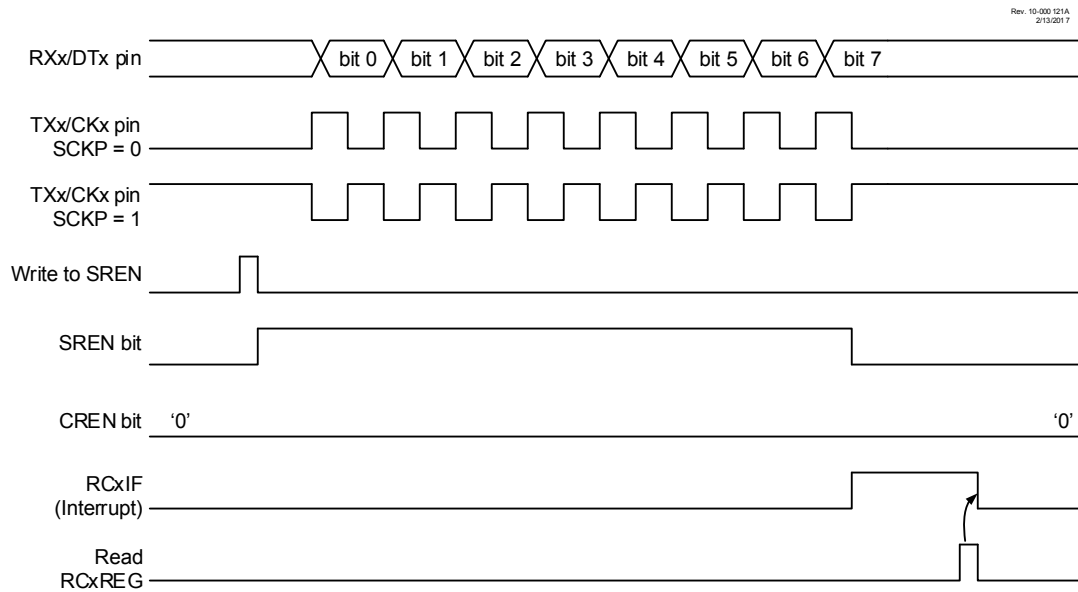 Rev. 10-000 121A
2/13/2017
RXx/DTx pin
bit 0 bit 1 bit 2 bit 3 bit 4 bit 5 bit 6 bit 7
TXx/CKx pin
SCKP = 0
TXx/CKx pin
SCKP = 1
Write to SREN
SREN bit
CREN bit ‘0’ ‘0’
RCxIF
(Interrupt)
Read
RCxREG